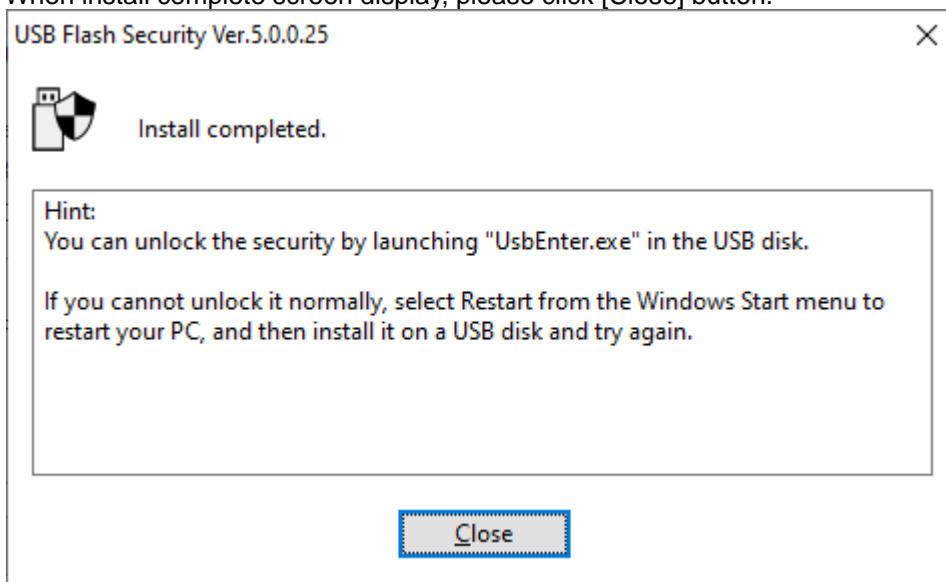 When install complete screen display, please click [Close] button.
USB Flash Security Ver.5.0.0.25
Install completed.
Hint:
You can unlock the security by launching "UsbEnter.exe" in the USB disk.
If you cannot unlock it normally, select Restart from the Windows Start menu to
restart your PC, and then install it on a USB disk and try again.
Close